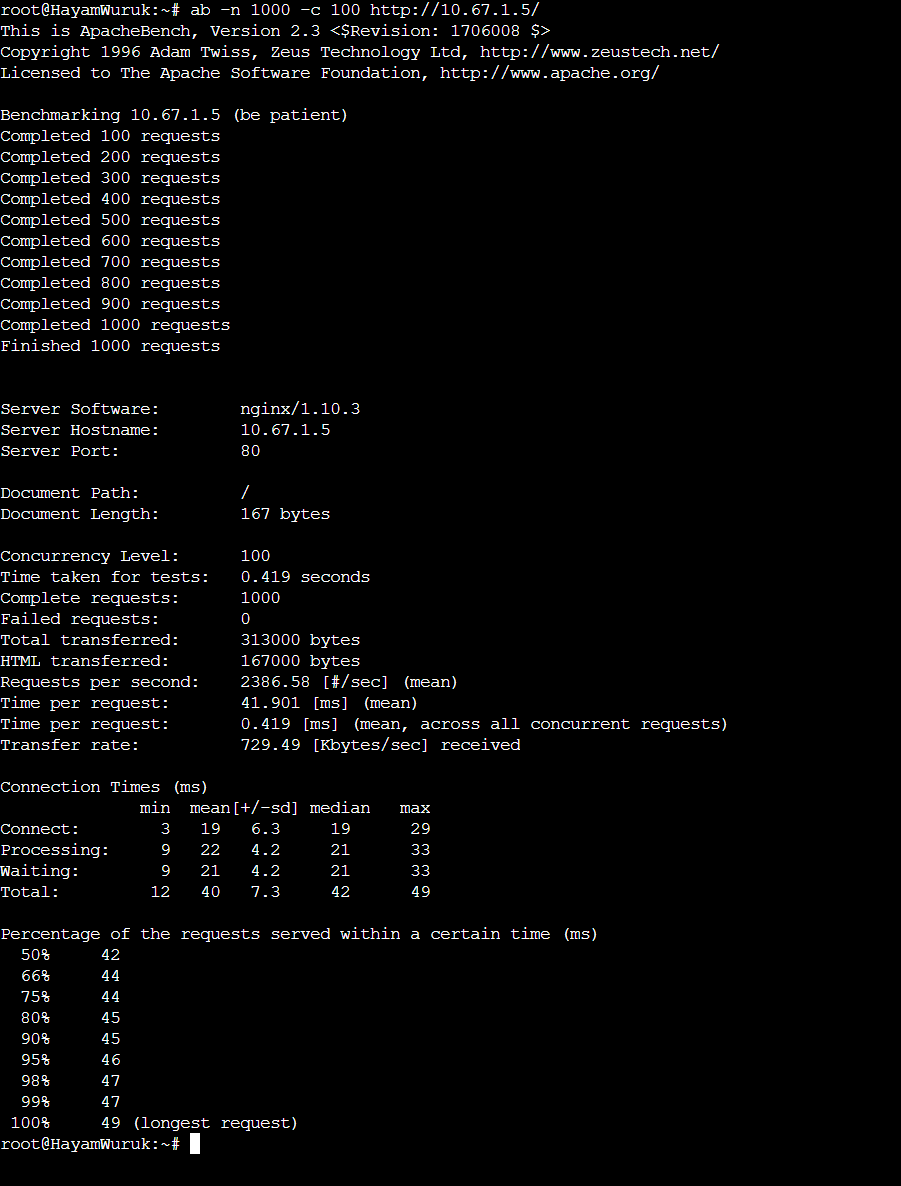 root@HayamWuruk:~# ab -n 1000 -c 100 http://10.67.1.5/
This is ApacheBench, Version 2.3 <$Revision: 1706008 $>
Copyright 1996 Adam Twiss, Zeus Technology Ltd, http://www.zeustech.net/
Licensed to The Apache Software Foundation, http://www.apache.org/

Benchmarking 10.67.1.5 (be patient)
Completed 100 requests
Completed 200 requests
Completed 300 requests
Completed 400 requests
Completed 500 requests
Completed 600 requests
Completed 700 requests
Completed 800 requests
Completed 900 requests
Completed 1000 requests
Finished 1000 requests


Server Software:        nginx/1.10.3
Server Hostname:        10.67.1.5
Server Port:            80

Document Path:          /
Document Length:        167 bytes

Concurrency Level:      100
Time taken for tests:   0.419 seconds
Complete requests:      1000
Failed requests:        0
Total transferred:      313000 bytes
HTML transferred:       167000 bytes
Requests per second:    2386.58 [#/sec] (mean)
Time per request:       41.901 [ms] (mean)
Time per request:       0.419 [ms] (mean, across all concurrent requests)
Transfer rate:          729.49 [Kbytes/sec] received

Connection Times (ms)
              min  mean[+/-sd] median   max
Connect:        3   19   6.3     19      29
Processing:     9   22   4.2     21      33
Waiting:        9   21   4.2     21      33
Total:         12   40   7.3     42      49

Percentage of the requests served within a certain time (ms)
  50%     42
  66%     44
  75%     44
  80%     45
  90%     45
  95%     46
  98%     47
  99%     47
 100%     49 (longest request)
root@HayamWuruk:~#